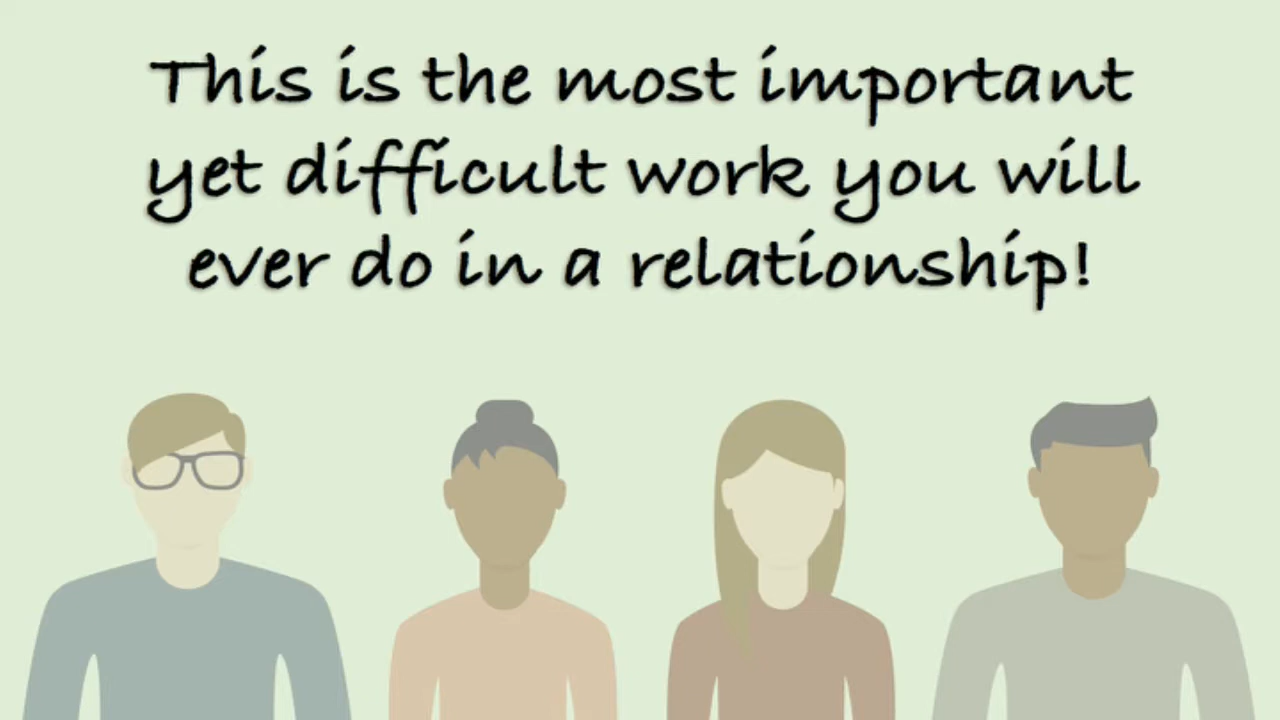 This is the most important
yet difficult work you will
ever do in a relationship!